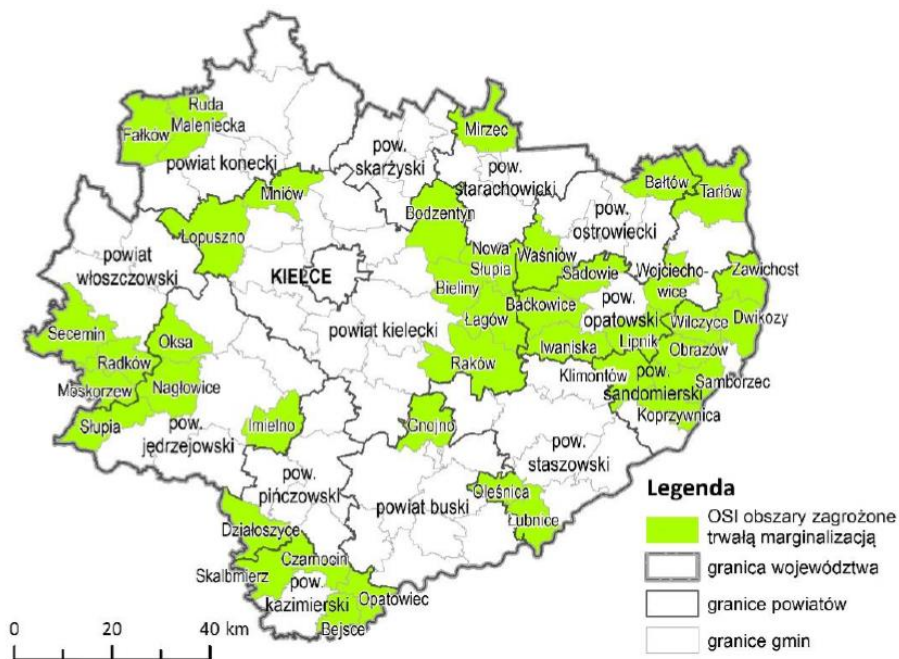 Ruda
Maleniecka
Fałków
powiat konecki
Mirzec
pow.
skarżyski
pow.
starachowicki
Mniów
Bałtów
Tarłów
Bodzentyn
Łopuszno
pow.
ostrowiecki
powiat
włoszczowski
Nowa
Słupia
Waśniów
KIELCE
Sadowie
Wojciecho-
wice
Zawichost
Bieliny
Baćkowice
pow.
opatowski
Wilczyce
Dwikozy
Secemin
Oksa
powiat kielecki
Łagów
Iwaniska
Lipnik
Obrazów
Radków
Raków
Klimontów
pow.
sandomierski
Samborzec
Moskorzew
Nagłowice
Koprzywnica
Słupia
pow.
jędrzejowski
Imielno
Gnojno
pow.
staszowski
pow.
pińczowski
powiat buski
Oleśnica
Łubnice
Działoszyce
Czarnocin
Skalbmierz
pow.
kazimierski
Opatowiec
Bejsce
0 20 40 km
Legenda
OSI obszary zagrożone
trwałą marginalizacją
granica województwa
granice powiatów
granice gmin